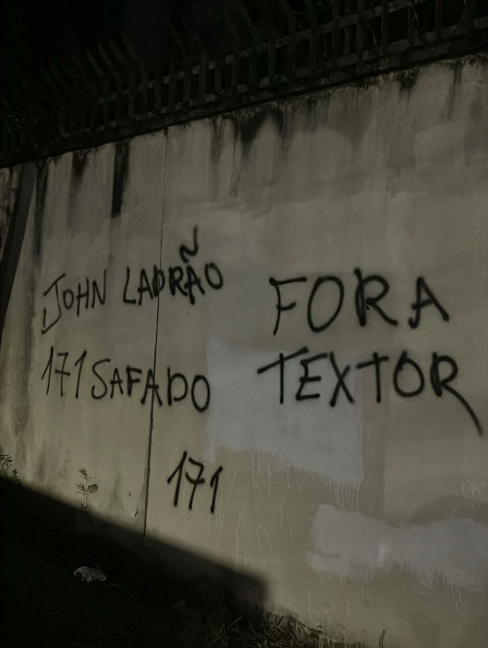 JOHN LADRÃO
171 SAFADO
171
FORA
TEXTOR